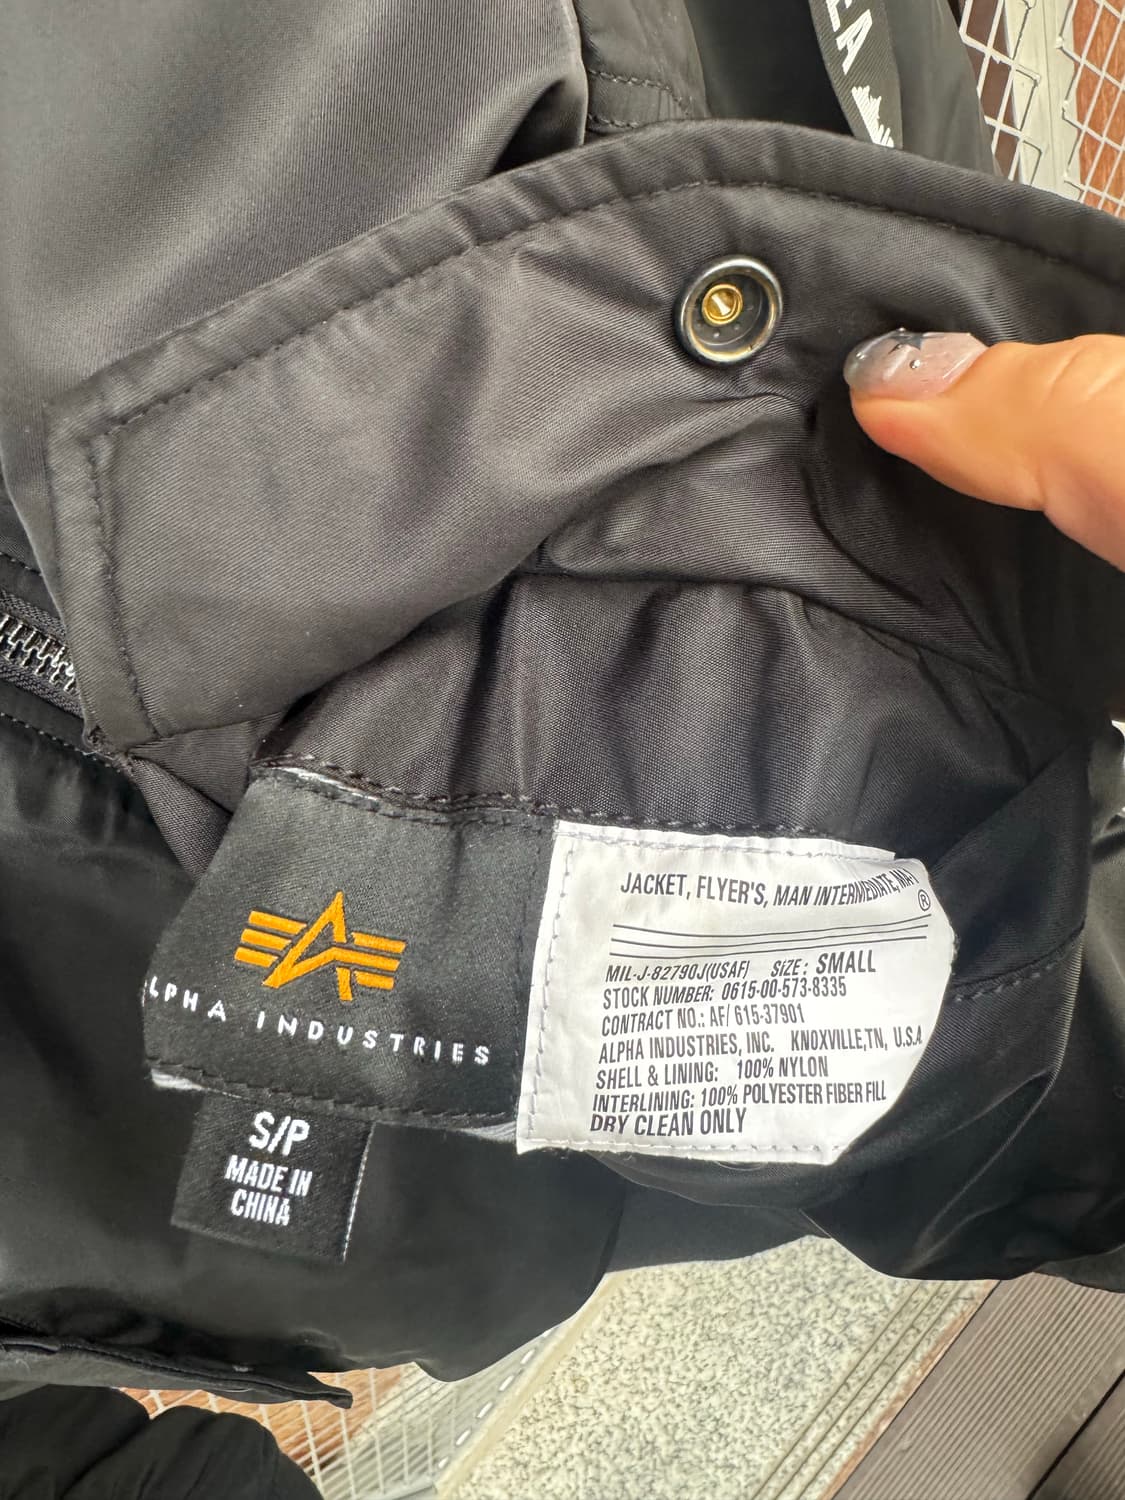 JACKET, FLYER'S, MAN INTERMEDIATE, MA-1
®
MIL-J-82790J(USAF) SIZE: SMALL
STOCK NUMBER: 0615-00-573-8335
CONTRACT NO.: AF/ 615-37901
ALPHA INDUSTRIES, INC. KNOXVILLE,TN, U.S.A
SHELL & LINING: 100% NYLON
INTERLINING: 100% POLYESTER FIBER FILL
DRY CLEAN ONLY
LPHA INDUSTRIES
S/P
MADE IN
CHINA